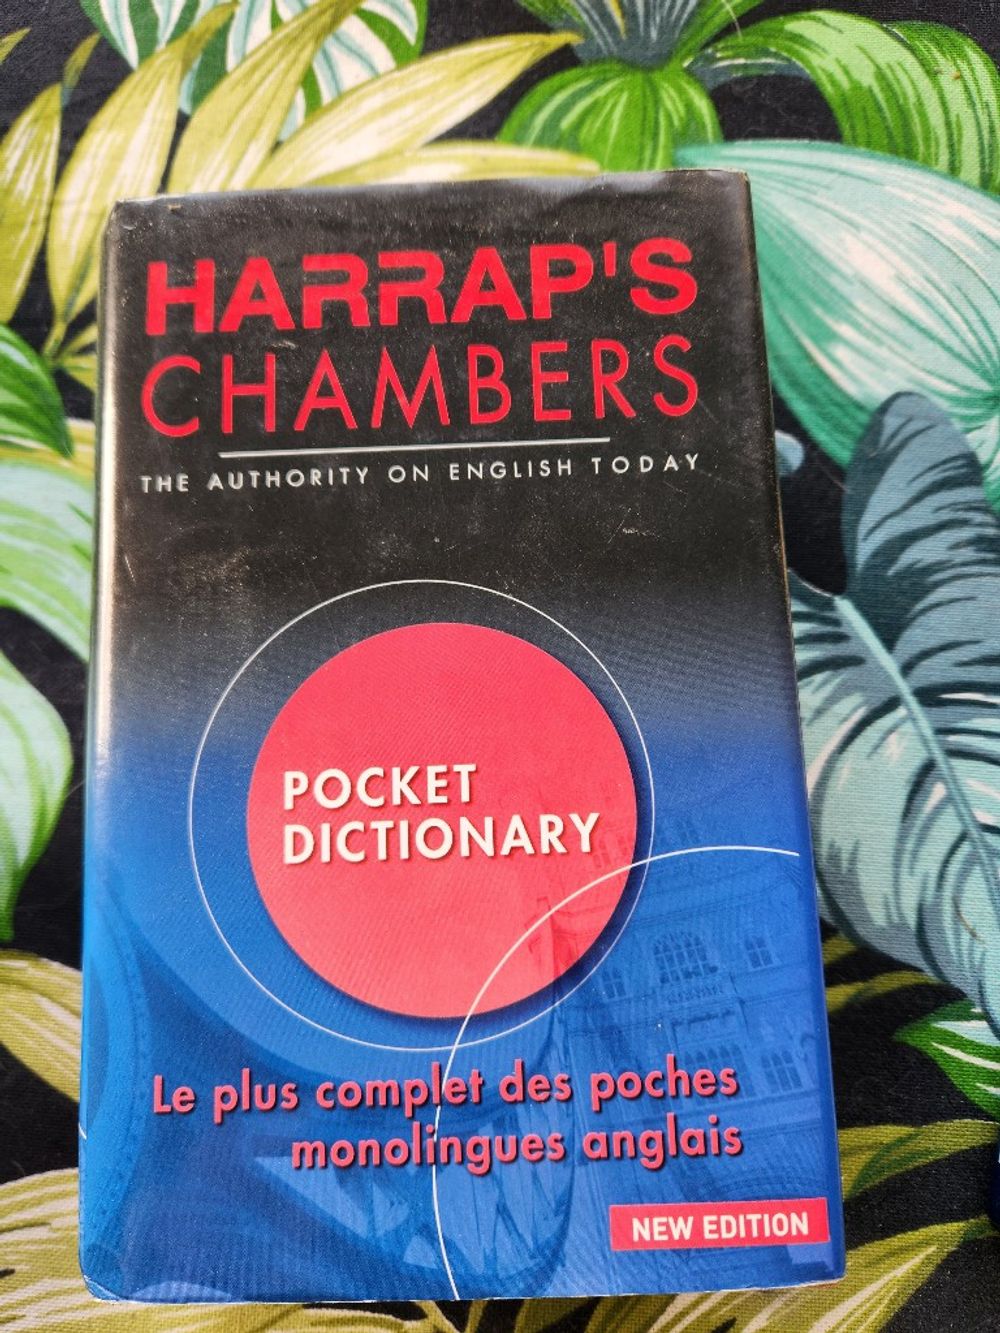 HARRAP'S
CHAMBERS
THE AUTHORITY ON ENGLISH TODAY
POCKET
DICTIONARY
Le plus complet des poches
monolingues anglais
NEW EDITION